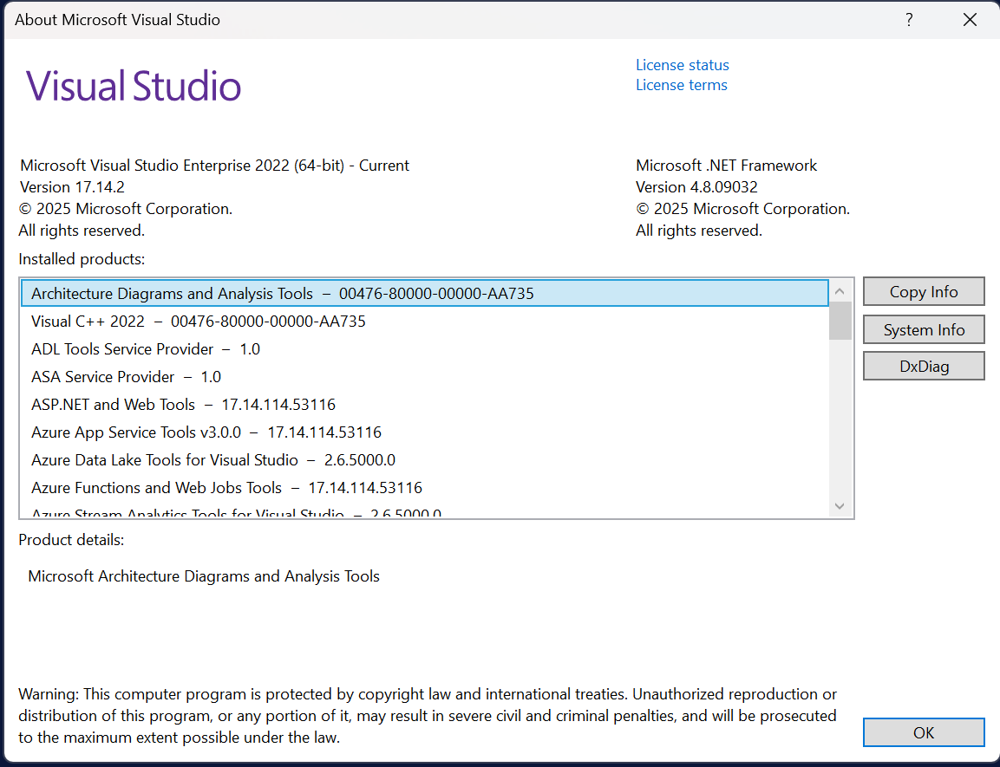 About Microsoft Visual Studio
?
Visual Studio
License status
License terms
Microsoft Visual Studio Enterprise 2022 (64-bit) - Current
Version 17.14.2
© 2025 Microsoft Corporation.
All rights reserved.
Microsoft .NET Framework
Version 4.8.09032
© 2025 Microsoft Corporation.
All rights reserved.
Installed products:
Architecture Diagrams and Analysis Tools – 00476-80000-00000-AA735
Visual C++ 2022 – 00476-80000-00000-AA735
ADL Tools Service Provider – 1.0
ASA Service Provider – 1.0
ASP.NET and Web Tools – 17.14.114.53116
Azure App Service Tools v3.0.0 – 17.14.114.53116
Azure Data Lake Tools for Visual Studio – 2.6.5000.0
Azure Functions and Web Jobs Tools – 17.14.114.53116
Azure Stream Analytics Tools for Visual Studio – 2.6.5000.0
Copy Info
System Info
DxDiag
Product details:
Microsoft Architecture Diagrams and Analysis Tools
Warning: This computer program is protected by copyright law and international treaties. Unauthorized reproduction or
distribution of this program, or any portion of it, may result in severe civil and criminal penalties, and will be prosecuted
to the maximum extent possible under the law.
OK